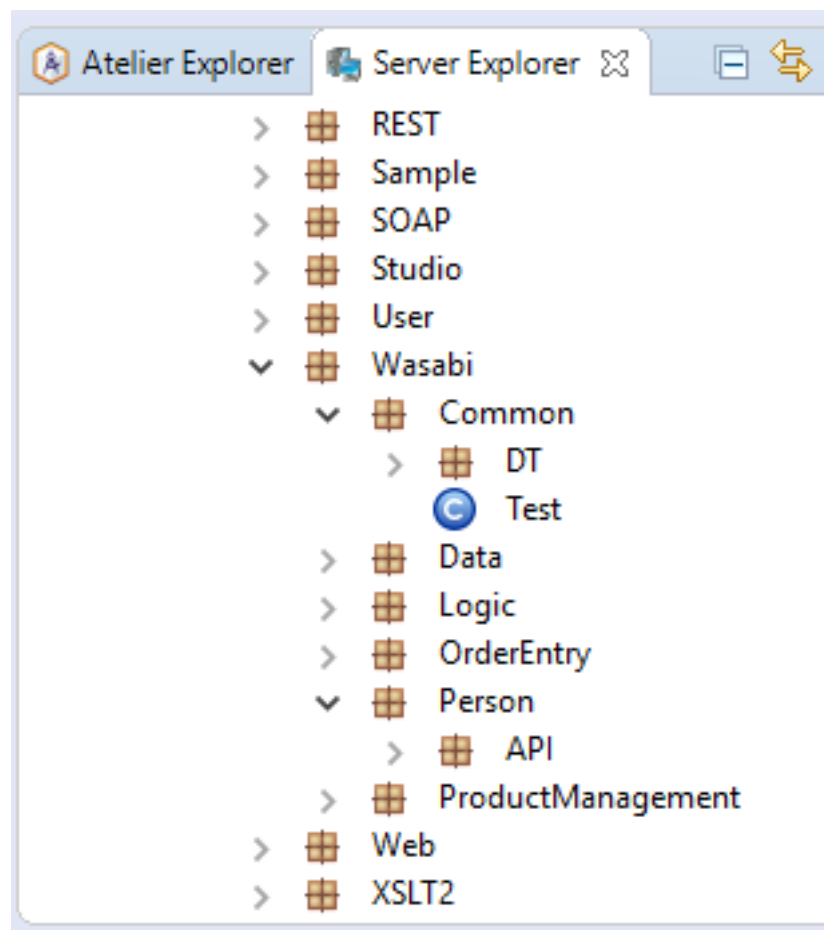 Atelier Explorer Server Explorer
REST
Sample
SOAP
Studio
User
Wasabi
Common
DT
C Test
Data
Logic
OrderEntry
Person
API
ProductManagement
Web
XSLT2